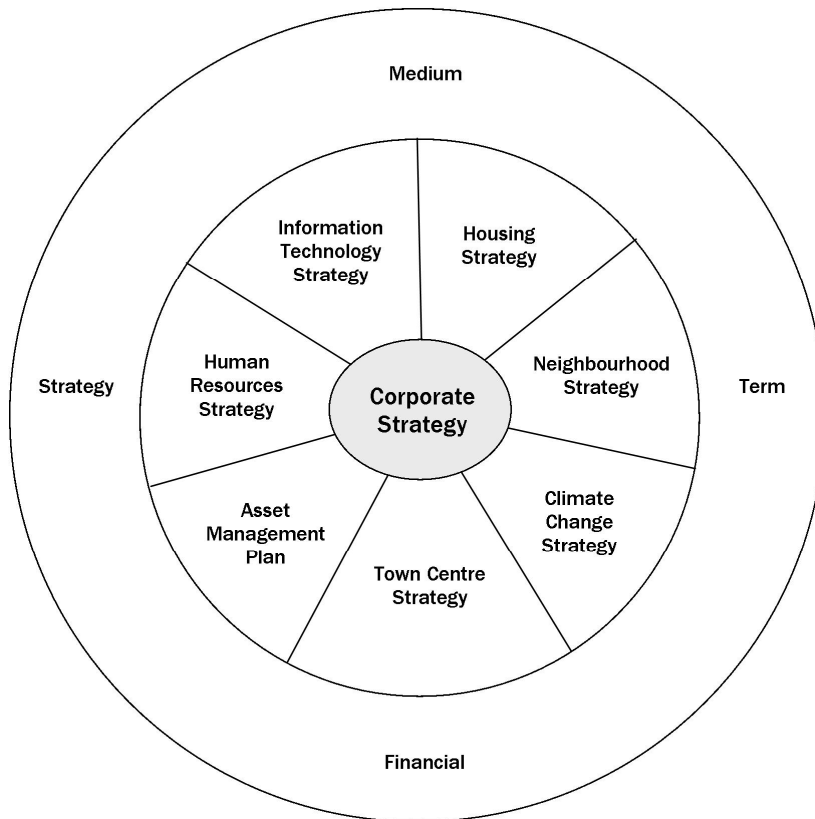 Medium
Information
Technology
Strategy
Housing
Strategy
Human
Resources
Strategy
Neighbourhood
Strategy
Strategy
Term
Corporate
Strategy
Asset
Management
Plan
Climate
Change
Strategy
Town Centre
Strategy
Financial